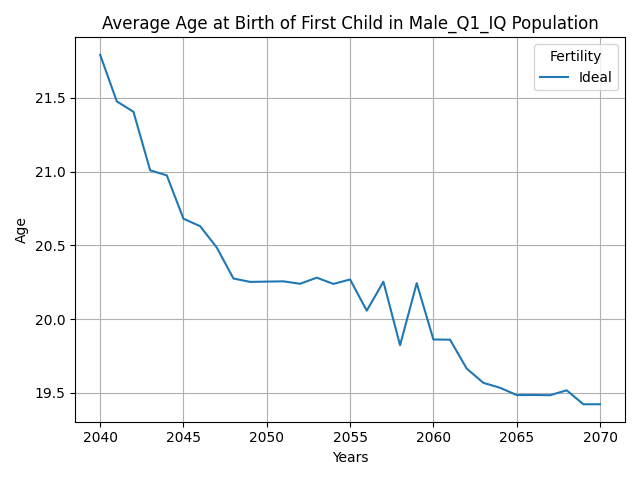 Average Age at Birth of First Child in Male_Q1_IQ Population
Fertility
Ideal
21.5
21.0
20.5
20.0
19.5
Age
2040 2045 2050 2055 2060 2065 2070
Years